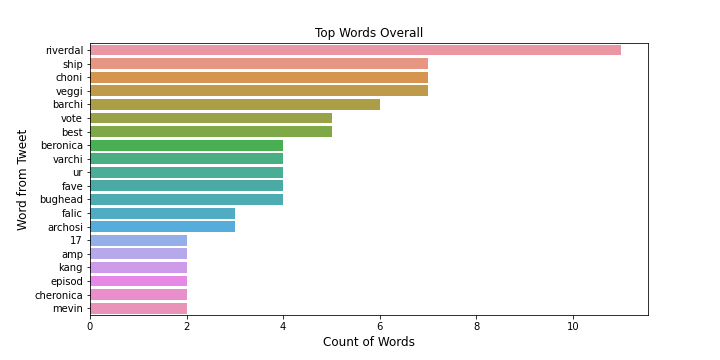 Top Words Overall
Word from Tweet
riverdal
ship
choni
veggi
barchi
vote
best
beronica
varchi
ur
fave
bughead
falic
archosi
17
amp
kang
episod
cheronica
mevin
0 2 4 6 8 10
Count of Words